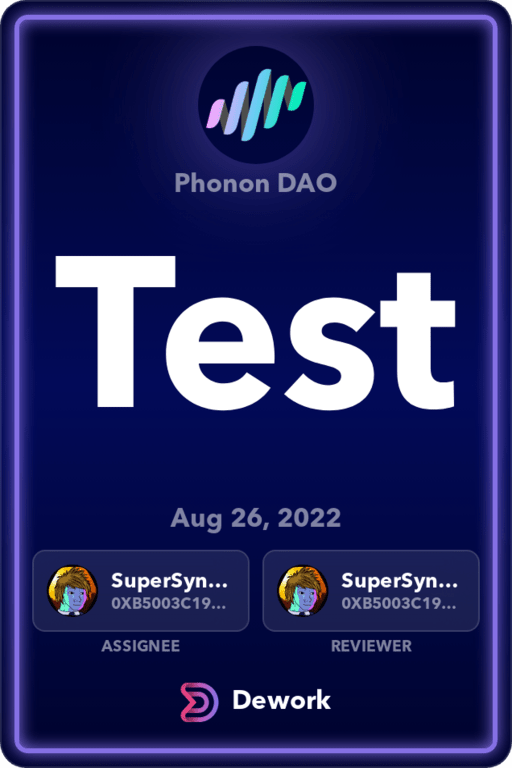 Phonon DAO
Test
Aug 26, 2022
SuperSyn... SuperSyn...
0XB5003C19... 0XB5003C19...
ASSIGNEE REVIEWER
Dework